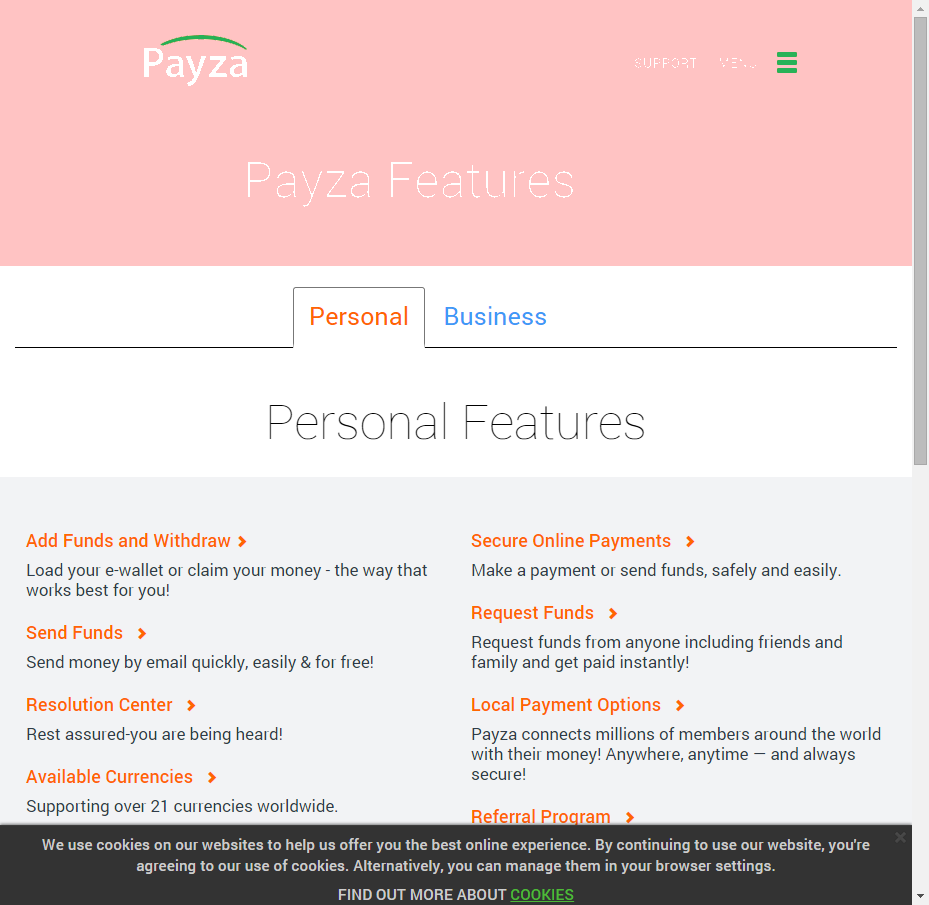 Payza
SUPPORT MENU
Payza Features
Personal
Business
Personal Features
Add Funds and Withdraw
Load your e-wallet or claim your money - the way that
works best for you!
Send Funds
Send money by email quickly, easily & for free!
Resolution Center
Rest assured-you are being heard!
Available Currencies
Supporting over 21 currencies worldwide.
Secure Online Payments
Make a payment or send funds, safely and easily.
Request Funds
Request funds from anyone including friends and
family and get paid instantly!
Local Payment Options
Payza connects millions of members around the world
with their money! Anywhere, anytime — and always
secure!
Referral Program
We use cookies on our websites to help us offer you the best online experience. By continuing to use our website, you're
agreeing to our use of cookies. Alternatively, you can manage them in your browser settings.
FIND OUT MORE ABOUT COOKIES